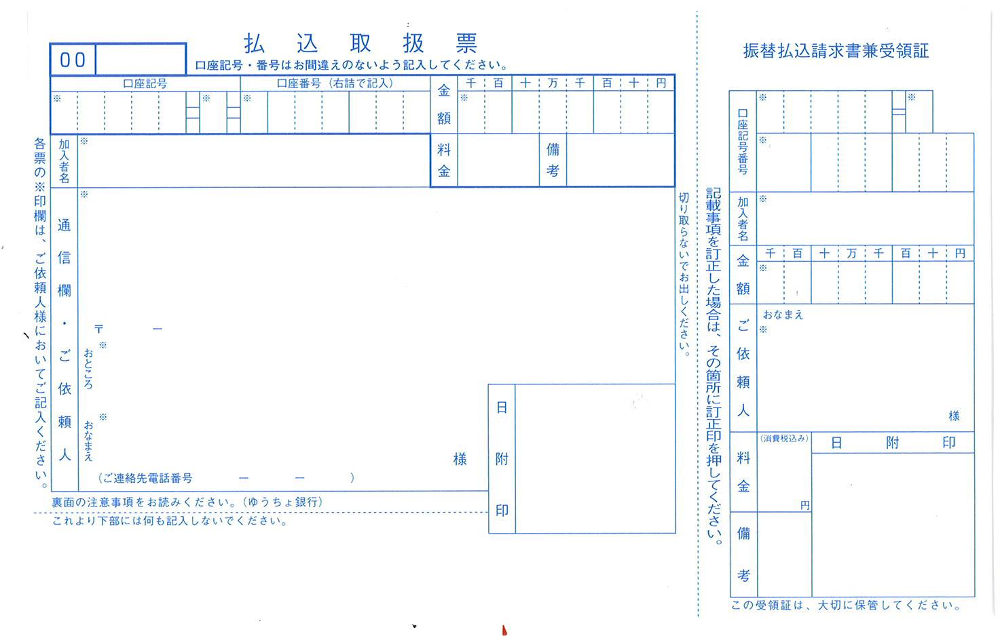 払込取扱票
00
口座記号・番号はお間違えのないよう記入してください。
口座記号
口座番号（右詰で記入）
金額
千百十万千百十円
※
※
※
※
加入者名
※
料金
備考
各票の※印欄は、ご依頼人様においてご記入ください。
通信欄・ご依頼人
※
〒 －
おところ
※
おなまえ
※
様
（ご連絡先電話番号 － － ）
日附印
裏面の注意事項をお読みください。（ゆうちょ銀行）
これより下部には何も記入しないでください。
切り取らないでお出しください。
記載事項を訂正した場合は、その箇所に訂正印を押してください。
振替払込請求書兼受領証
口座記号番号
※
※
※
加入者名
※
金額
千百十万千百十円
※
ご依頼人
おなまえ
※
様
料金
（消費税込み）
円
日附印
備考
この受領証は、大切に保管してください。